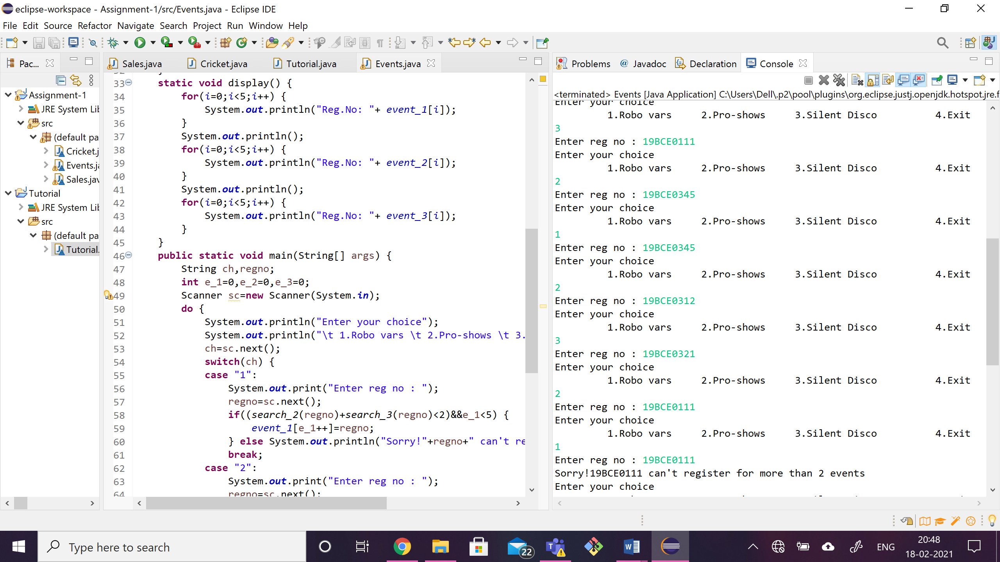 eclipse-workspace - Assignment-1/src/Events.java - Eclipse IDE
File Edit Source Refactor Navigate Search Project Run Window Help
Pac...
Assignment-1
JRE System Lib
src
(default pa
Cricket.j
Events.ja
Sales.jav
Tutorial
JRE System Lib
src
(default pa
Tutorial.
Sales.java Cricket.java Tutorial.java Events.java
33 static void display() {
34 for(i=0;i<5;i++) {
35 System.out.println("Reg.No: "+ event_1[i]);
36 }
37 System.out.println();
38 for(i=0;i<5;i++) {
39 System.out.println("Reg.No: "+ event_2[i]);
40 }
41 System.out.println();
42 for(i=0;i<5;i++) {
43 System.out.println("Reg.No: "+ event_3[i]);
44 }
45 }
46 public static void main(String[] args) {
47 String ch,regno;
48 int e_1=0,e_2=0,e_3=0;
49 Scanner sc=new Scanner(System.in);
50 do {
51 System.out.println("Enter your choice");
52 System.out.println("\t 1.Robo vars \t 2.Pro-shows \t 3.
53 ch=sc.next();
54 switch(ch) {
55 case "1":
56 System.out.print("Enter reg no : ");
57 regno=sc.next();
58 if((search_2(regno)+search_3(regno)<2)&&e_1<5) {
59 event_1[e_1++]=regno;
60 } else System.out.println("Sorry!"+regno+" can't re
61 break;
62 case "2":
63 System.out.print("Enter reg no : ");
64 regno=sc.next();
Problems Javadoc Declaration Console
<terminated> Events [Java Application] C:\Users\Dell\.p2\pool\plugins\org.eclipse.justj.openjdk.hotspot.jre.f
Enter your choice
1.Robo vars 2.Pro-shows 3.Silent Disco 4.Exit
3
Enter reg no : 19BCE0111
Enter your choice
1.Robo vars 2.Pro-shows 3.Silent Disco 4.Exit
2
Enter reg no : 19BCE0345
Enter your choice
1.Robo vars 2.Pro-shows 3.Silent Disco 4.Exit
1
Enter reg no : 19BCE0345
Enter your choice
1.Robo vars 2.Pro-shows 3.Silent Disco 4.Exit
2
Enter reg no : 19BCE0312
Enter your choice
1.Robo vars 2.Pro-shows 3.Silent Disco 4.Exit
3
Enter reg no : 19BCE0321
Enter your choice
1.Robo vars 2.Pro-shows 3.Silent Disco 4.Exit
2
Enter reg no : 19BCE0111
Enter your choice
1.Robo vars 2.Pro-shows 3.Silent Disco 4.Exit
1
Enter reg no : 19BCE0111
Sorry!19BCE0111 can't register for more than 2 events
Enter your choice
Type here to search
22
ENG
20:48
18-02-2021